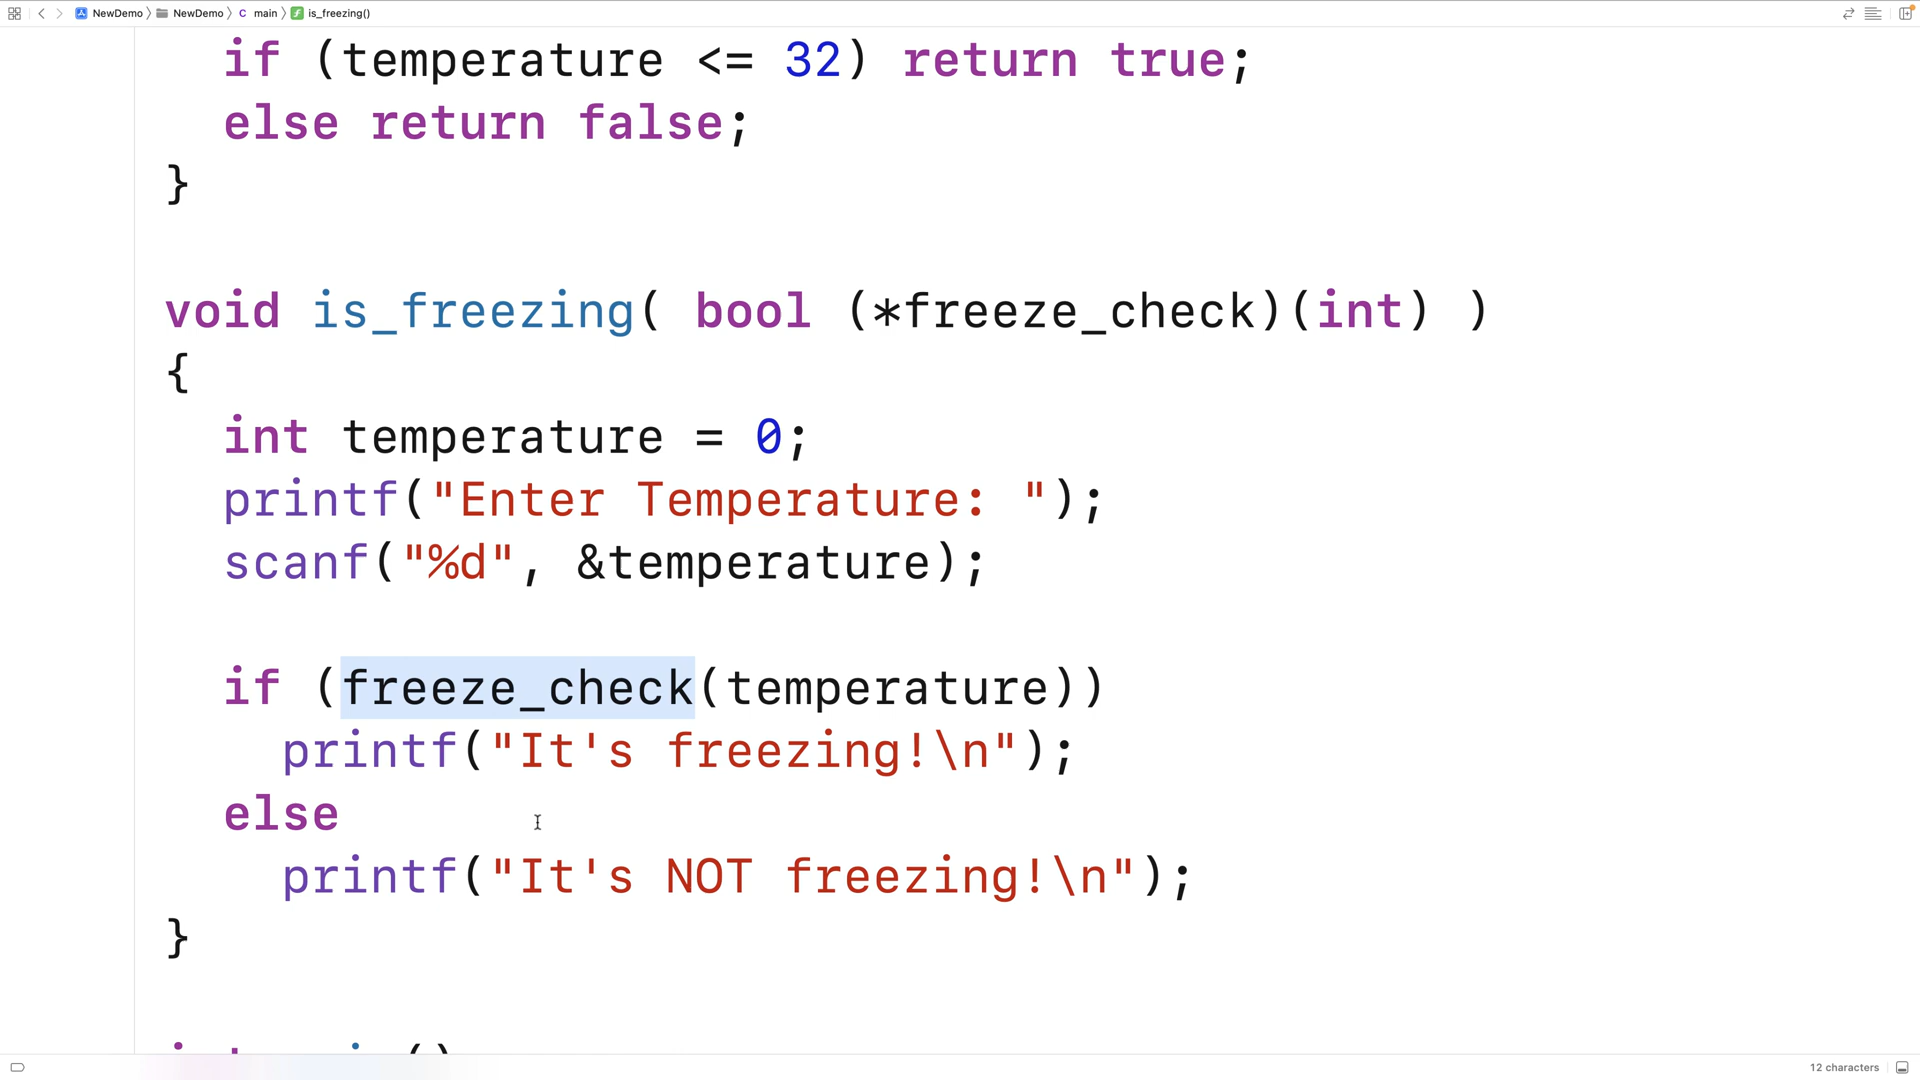 NewDemo NewDemo C main f is_freezing()
if (temperature <= 32) return true;
else return false;
}
void is_freezing( bool (*freeze_check)(int) )
{
int temperature = 0;
printf("Enter Temperature: ");
scanf("%d", &temperature);
if (freeze_check(temperature))
printf("It's freezing!\n");
else
printf("It's NOT freezing!\n");
}
12 characters